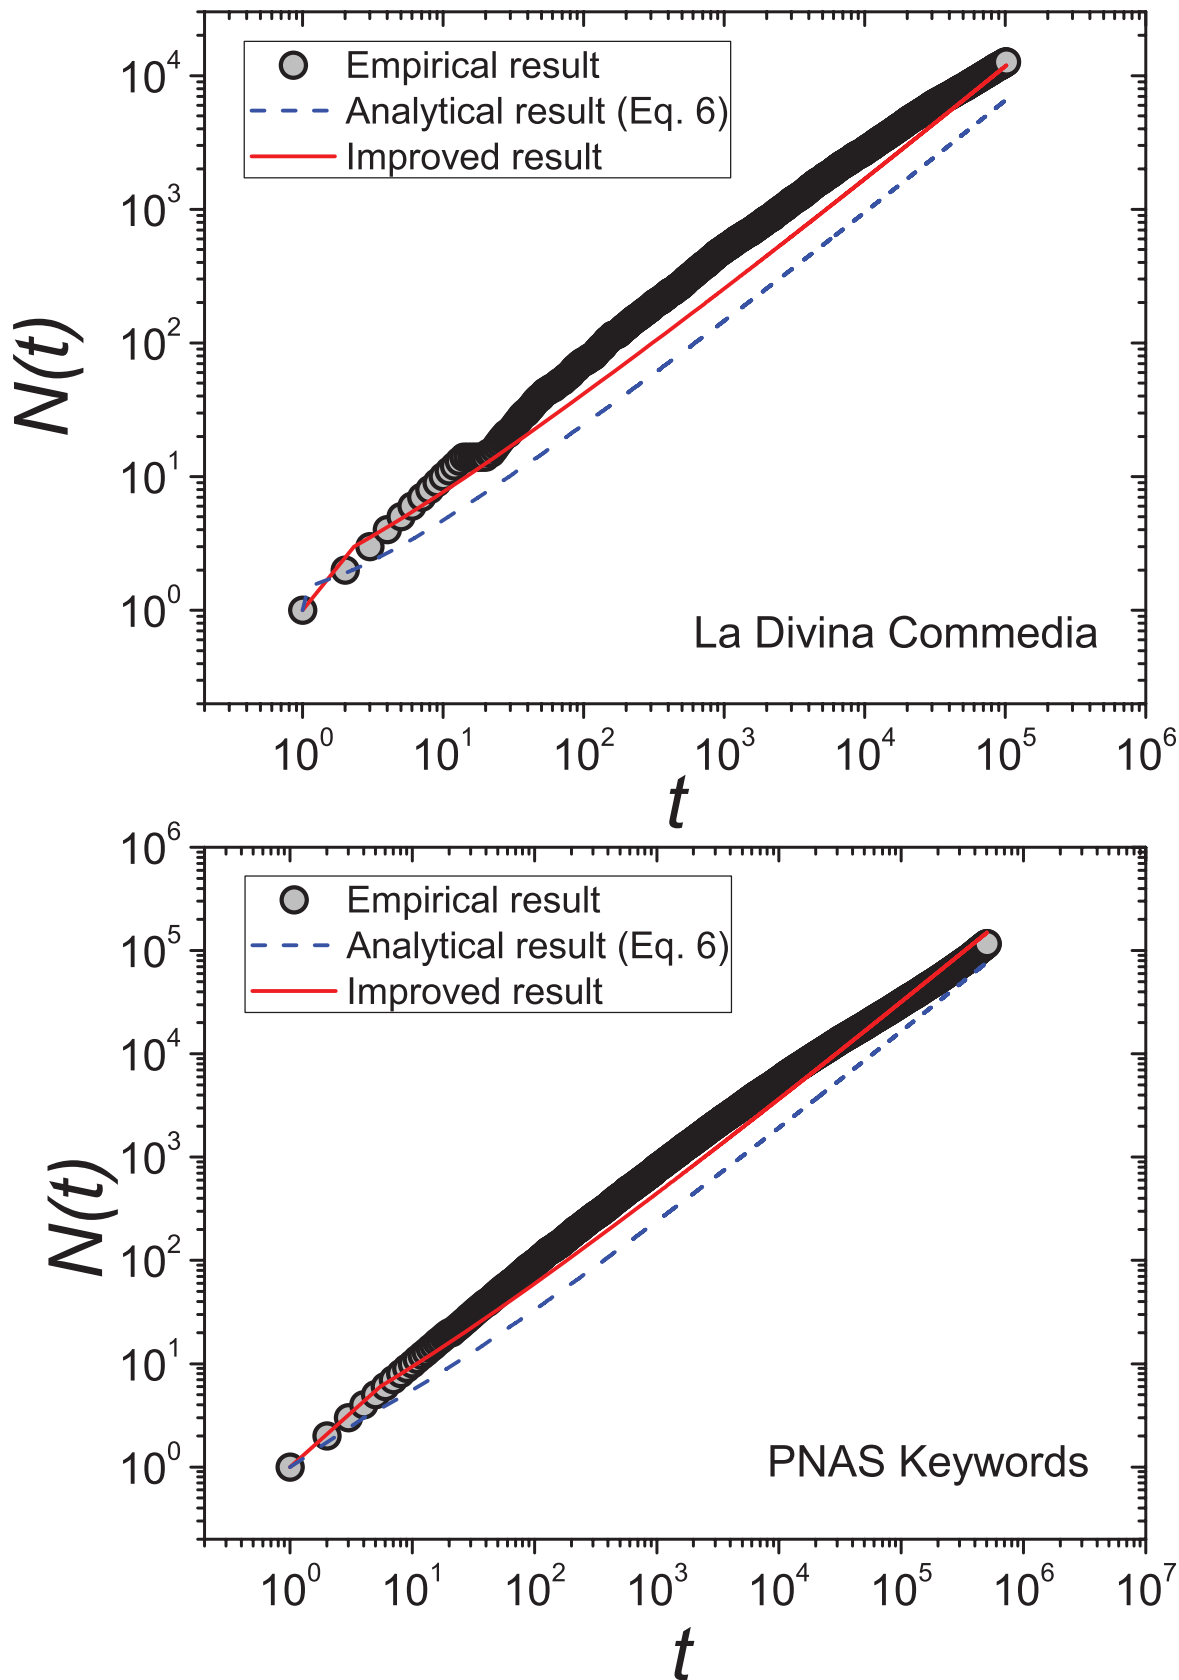 Empirical result
Analytical result (Eq. 6)
Improved result
10^4
10^3
10^2
10^1
10^0
N(t)
La Divina Commedia
10^0 10^1 10^2 10^3 10^4 10^5 10^6
t
10^6
10^5
10^4
10^3
10^2
10^1
10^0
Empirical result
Analytical result (Eq. 6)
Improved result
N(t)
PNAS Keywords
10^0 10^1 10^2 10^3 10^4 10^5 10^6 10^7
t